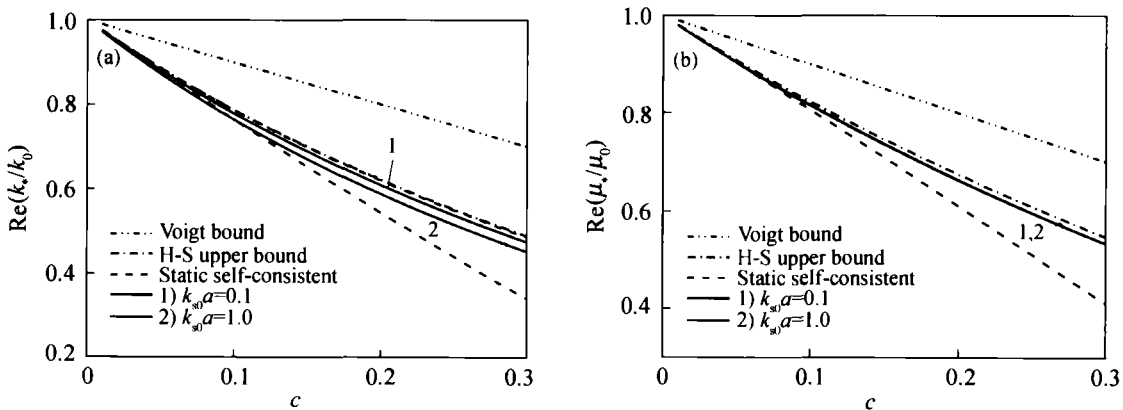 1.0
(a)
0.8
Re(k*/k0)
0.6
0.4
0.2
1
2
Voigt bound
H-S upper bound
Static self-consistent
1) ks0a=0.1
2) ks0a=1.0
0 0.1 0.2 0.3
c
1.0
(b)
0.8
Re(μ*/μ0)
0.6
0.4
1,2
Voigt bound
H-S upper bound
Static self-consistent
1) ks0a=0.1
2) ks0a=1.0
0 0.1 0.2 0.3
c